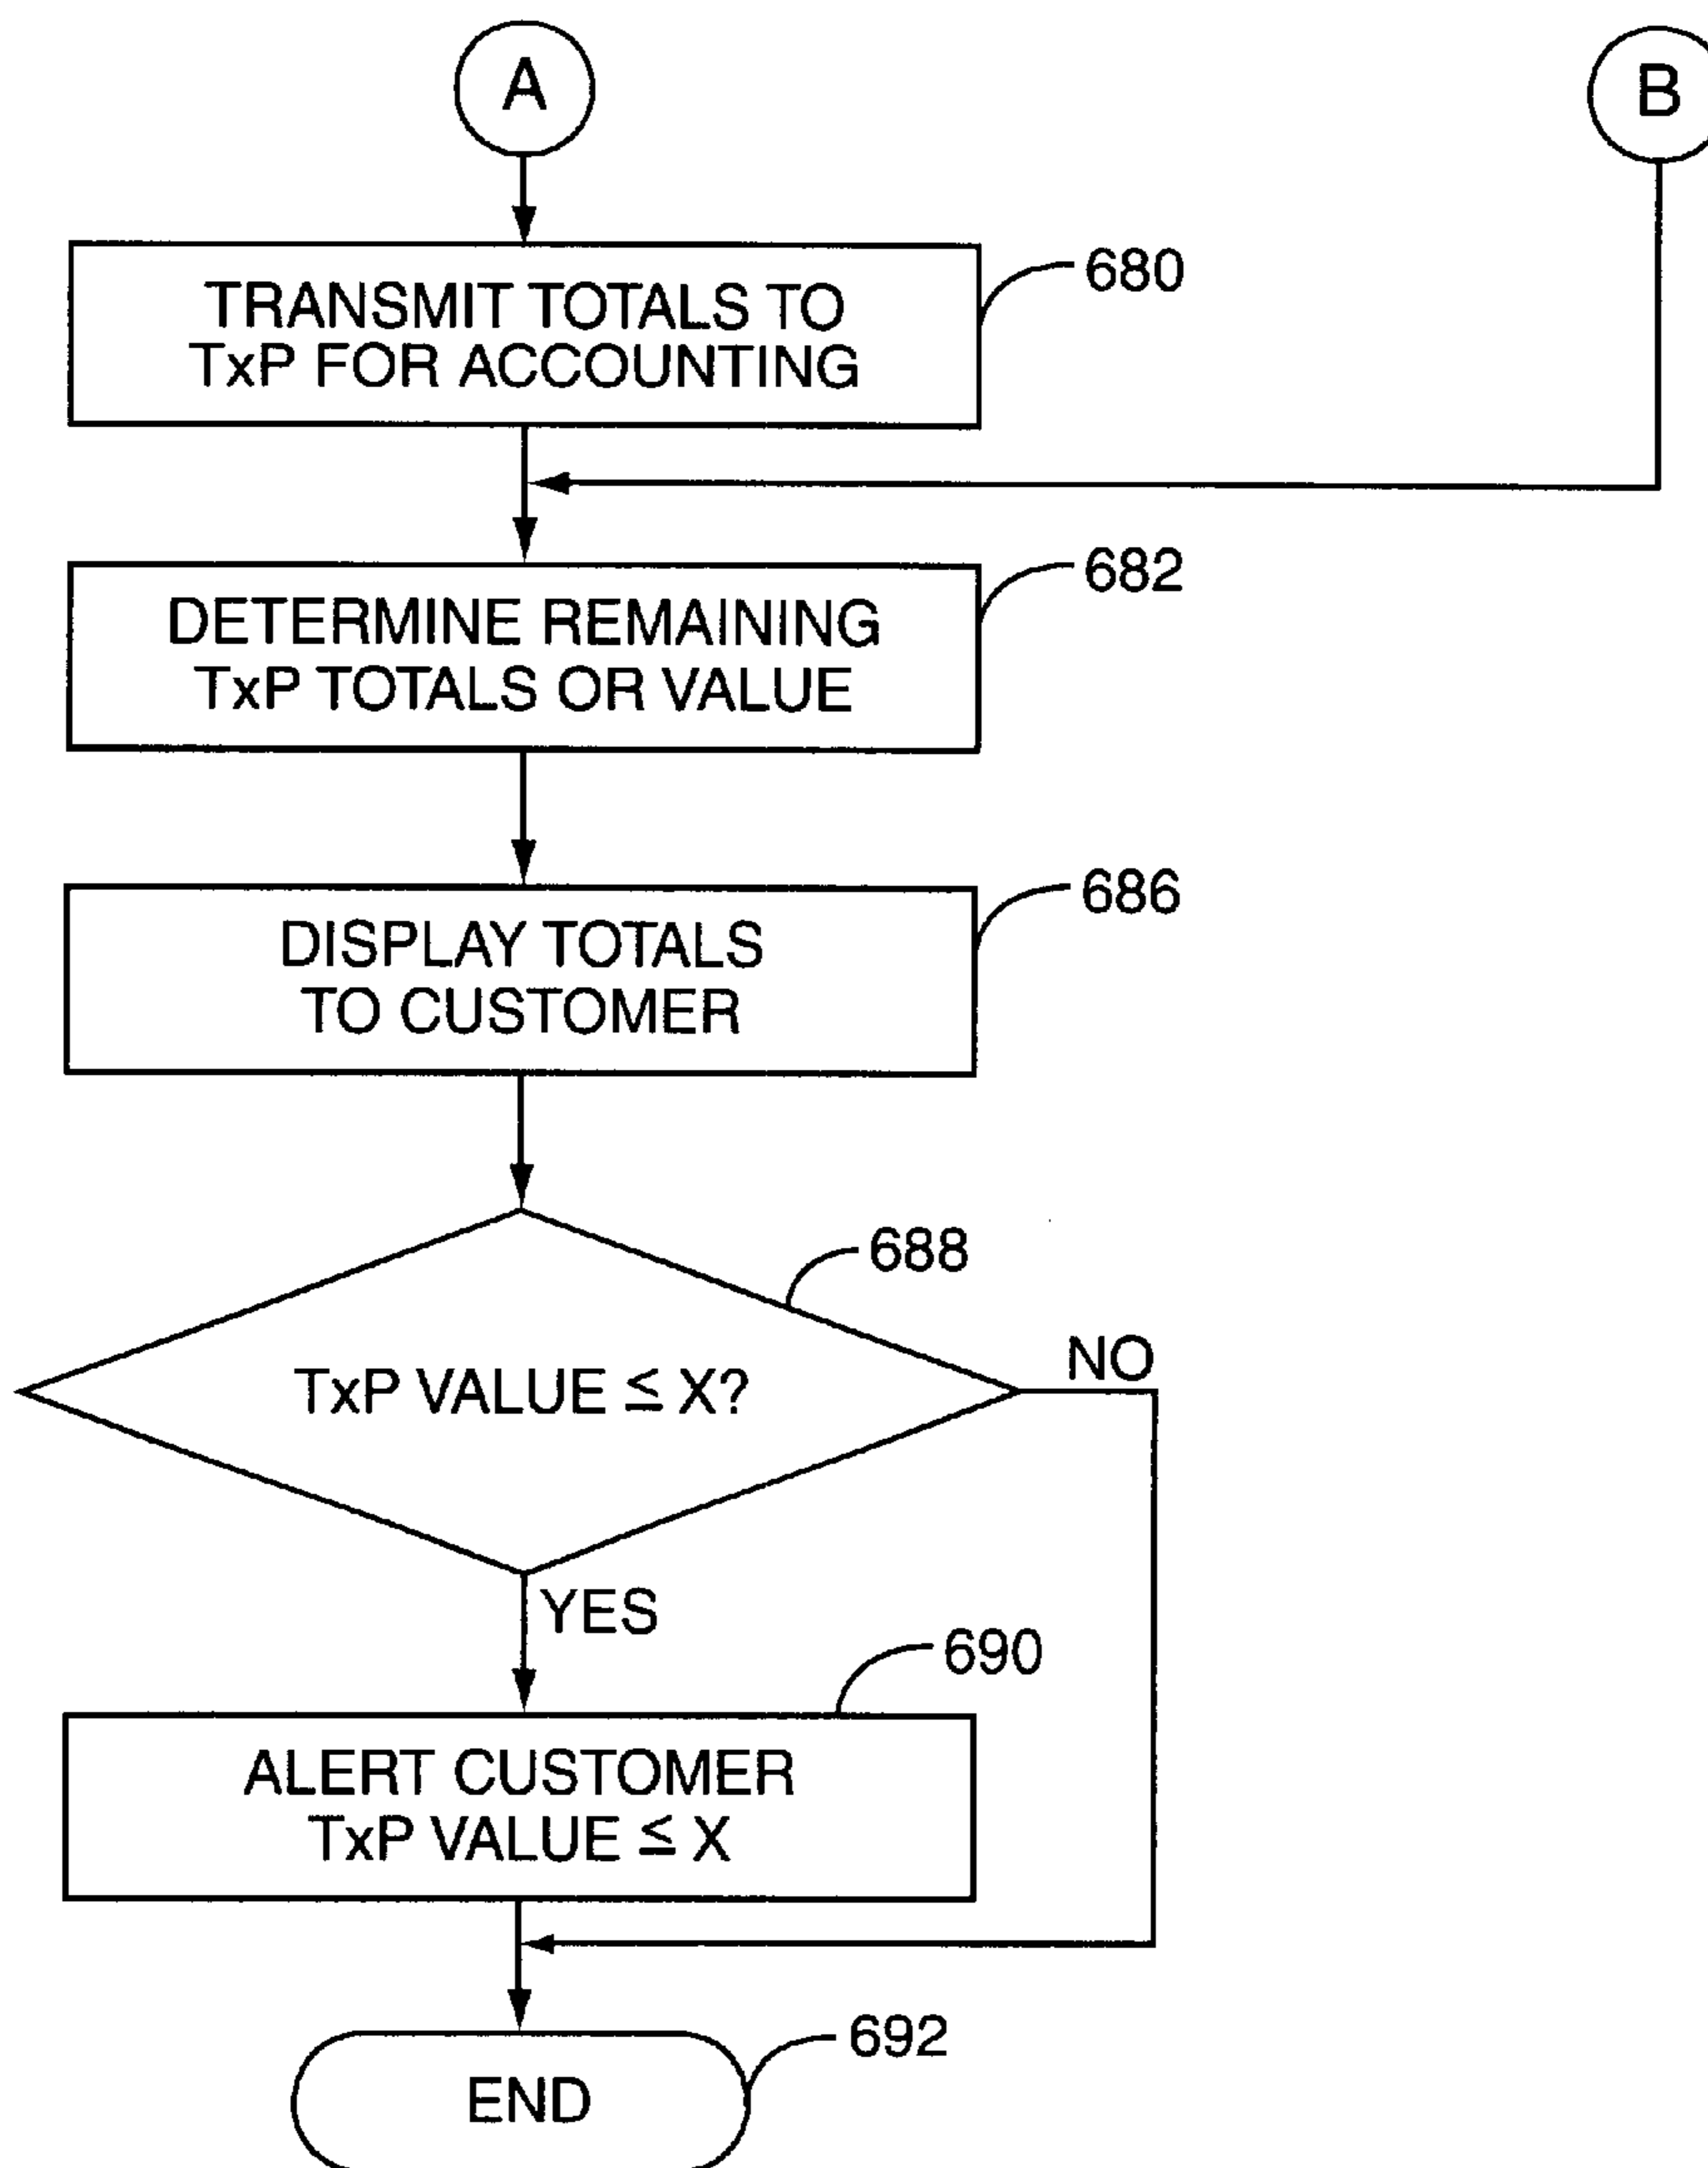 A
B
680
TRANSMIT TOTALS TO
TxP FOR ACCOUNTING
682
DETERMINE REMAINING
TxP TOTALS OR VALUE
686
DISPLAY TOTALS
TO CUSTOMER
688
NO
TxP VALUE ≤ X?
YES
690
ALERT CUSTOMER
TxP VALUE ≤ X
692
END